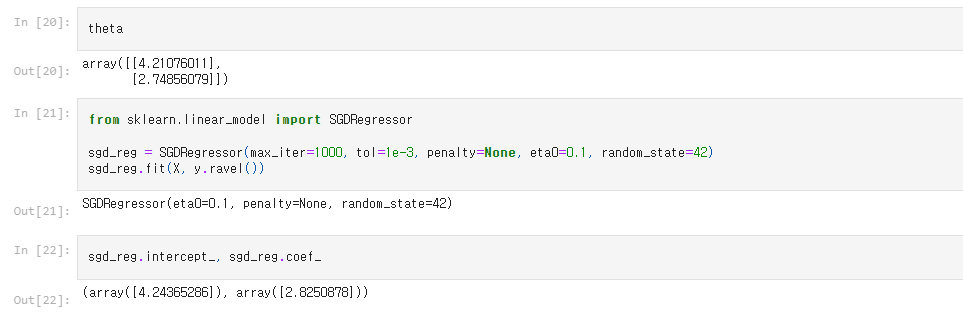 In [20]:
theta
Out[20]:
array([[4.21076011],
[2.74856079]])
In [21]:
from sklearn.linear_model import SGDRegressor
sgd_reg = SGDRegressor(max_iter=1000, tol=1e-3, penalty=None, eta0=0.1, random_state=42)
sgd_reg.fit(X, y.ravel())
Out[21]:
SGDRegressor(eta0=0.1, penalty=None, random_state=42)
In [22]:
sgd_reg.intercept_, sgd_reg.coef_
Out[22]:
(array([4.24365286]), array([2.8250878]))